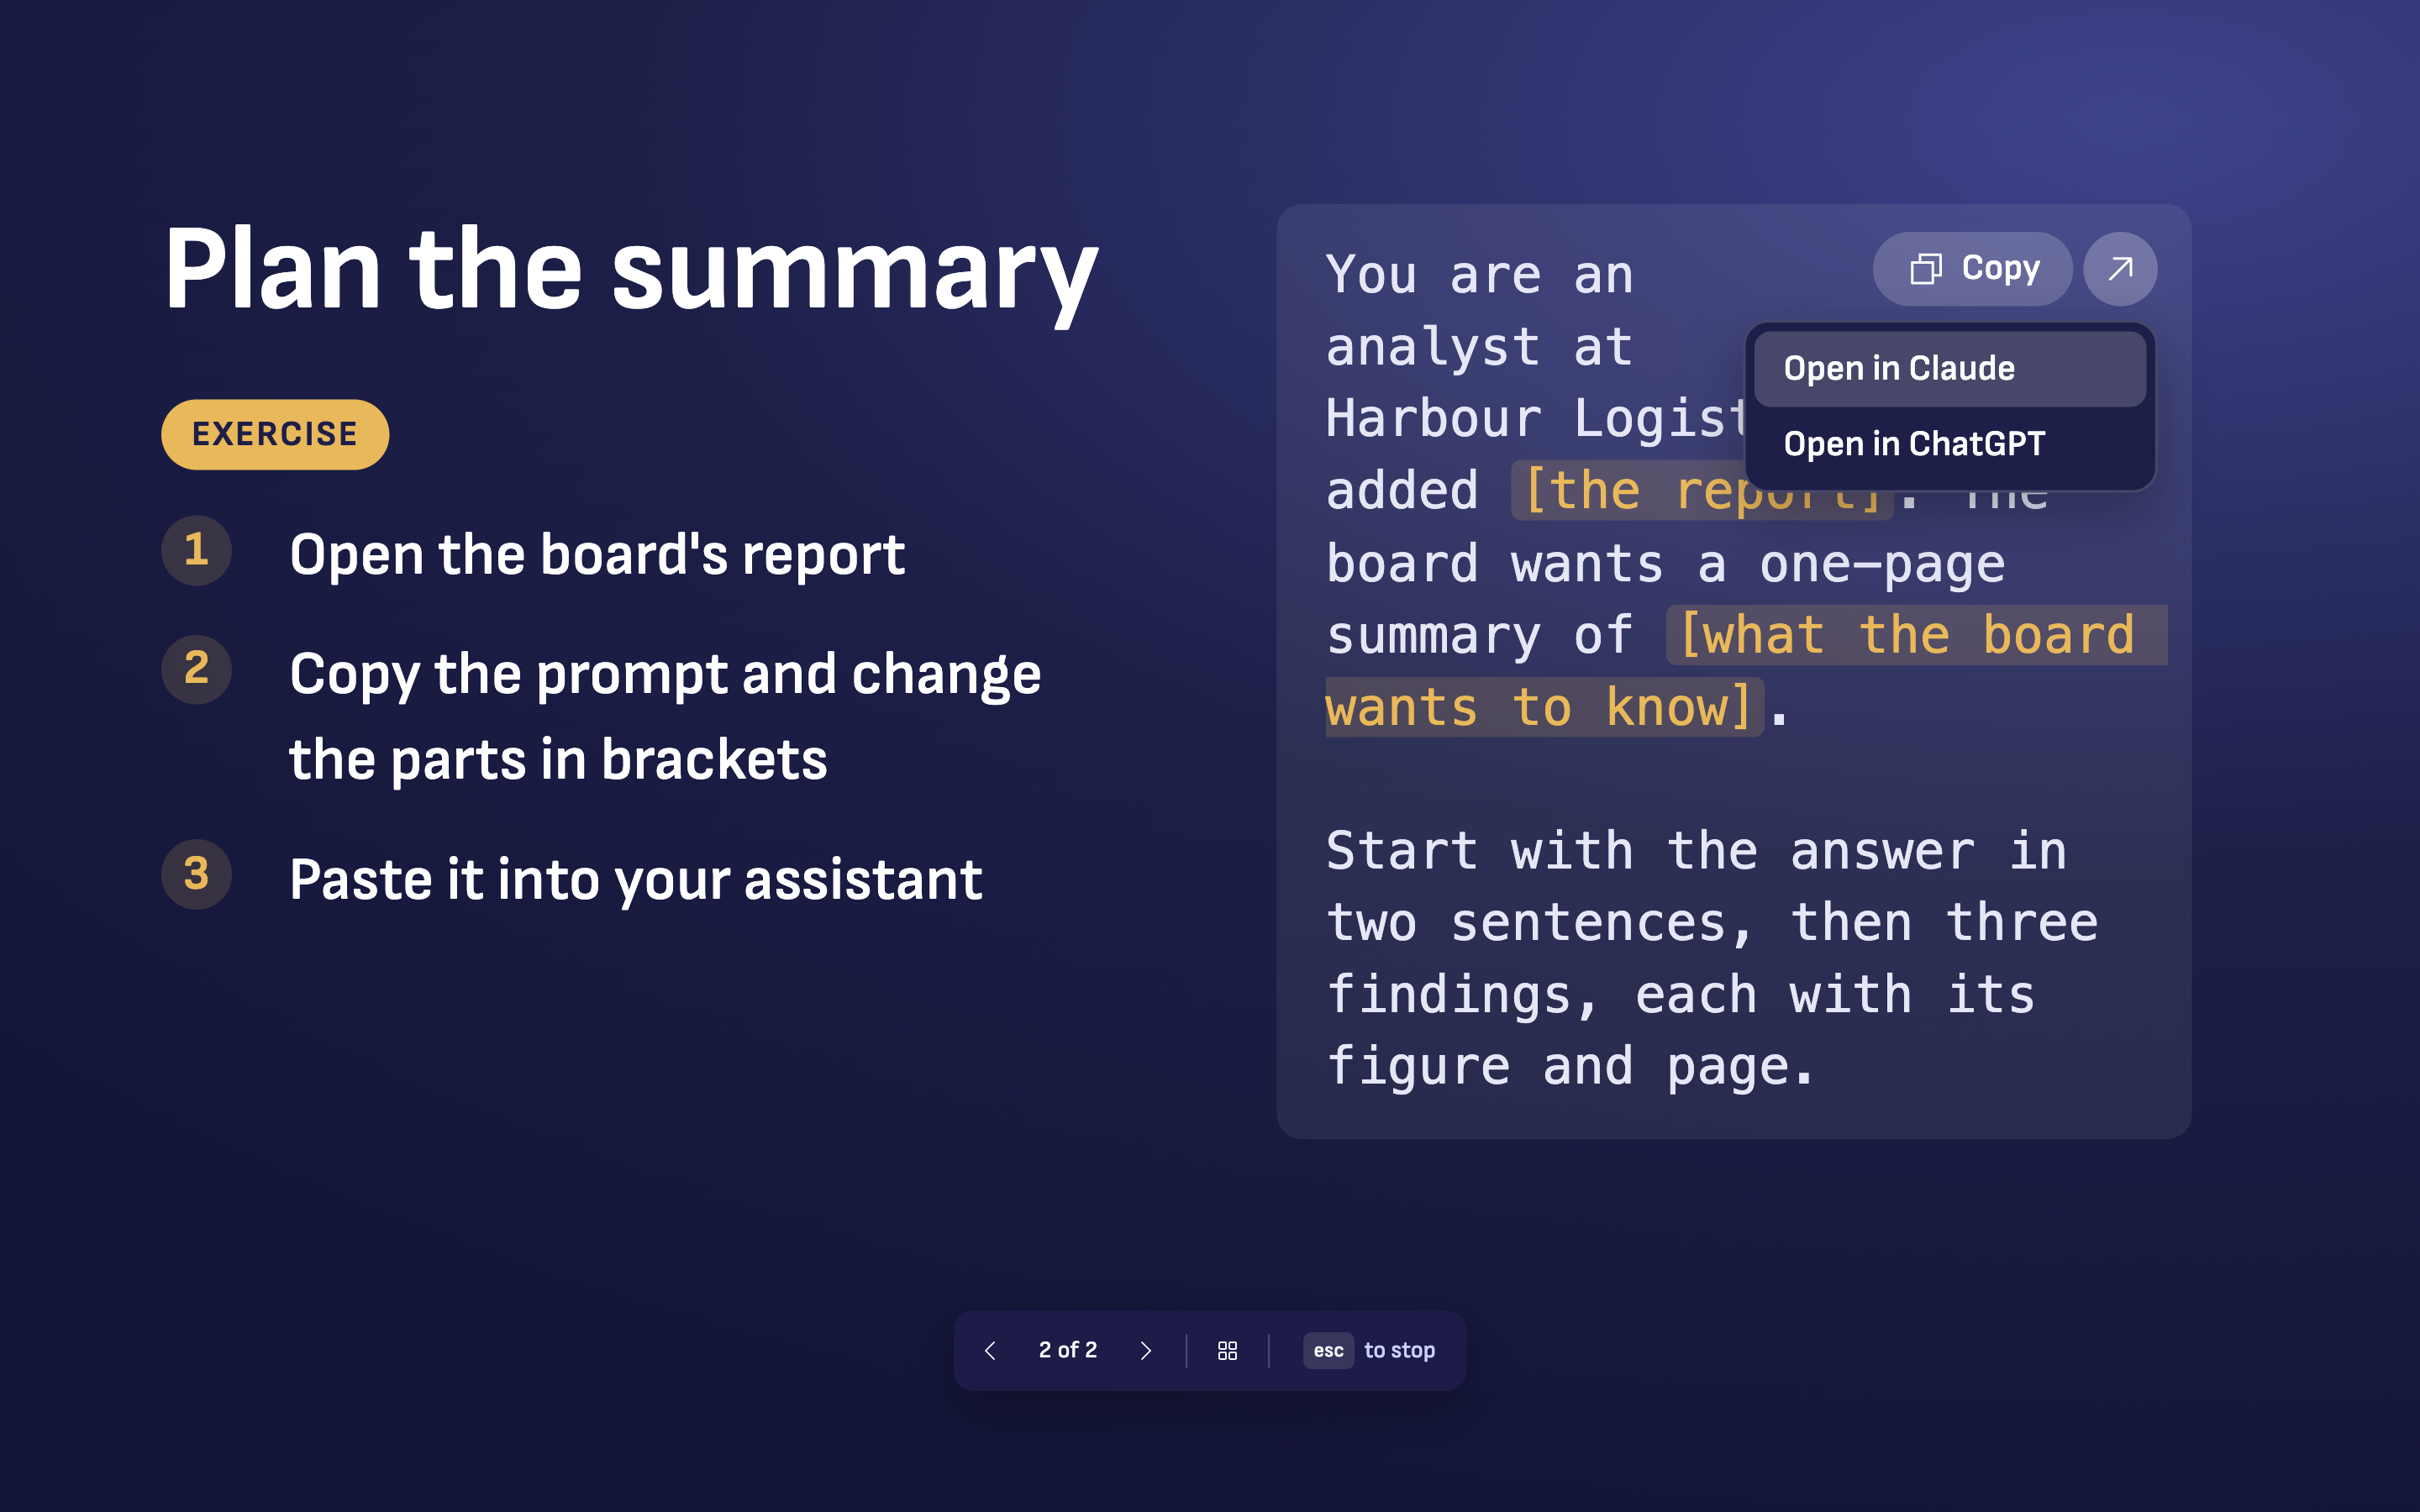 Plan the summary
EXERCISE
1 Open the board's report
2 Copy the prompt and change
the parts in brackets
3 Paste it into your assistant
Copy
Open in Claude
Open in ChatGPT
You are an
analyst at
Harbour
added [the report]. The
board wants a one-page
summary of [what the board
wants to know].
Start with the answer in
two sentences, then three
findings, each with its
figure and page.
2 of 2
esc to stop